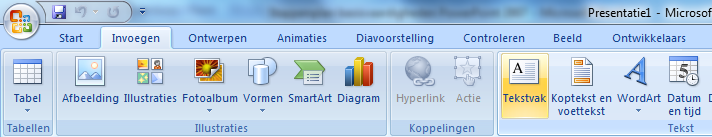 Presentatie1 - Microsof
Start Invoegen Ontwerpen Animaties Diavoorstelling Controleren Beeld Ontwikkelaars
Tabel Afbeelding Illustraties Fotoalbum Vormen SmartArt Diagram Hyperlink Actie Tekstvak Koptekst en voettekst WordArt Datum en tijd
Tabellen Illustraties Koppelingen Tekst